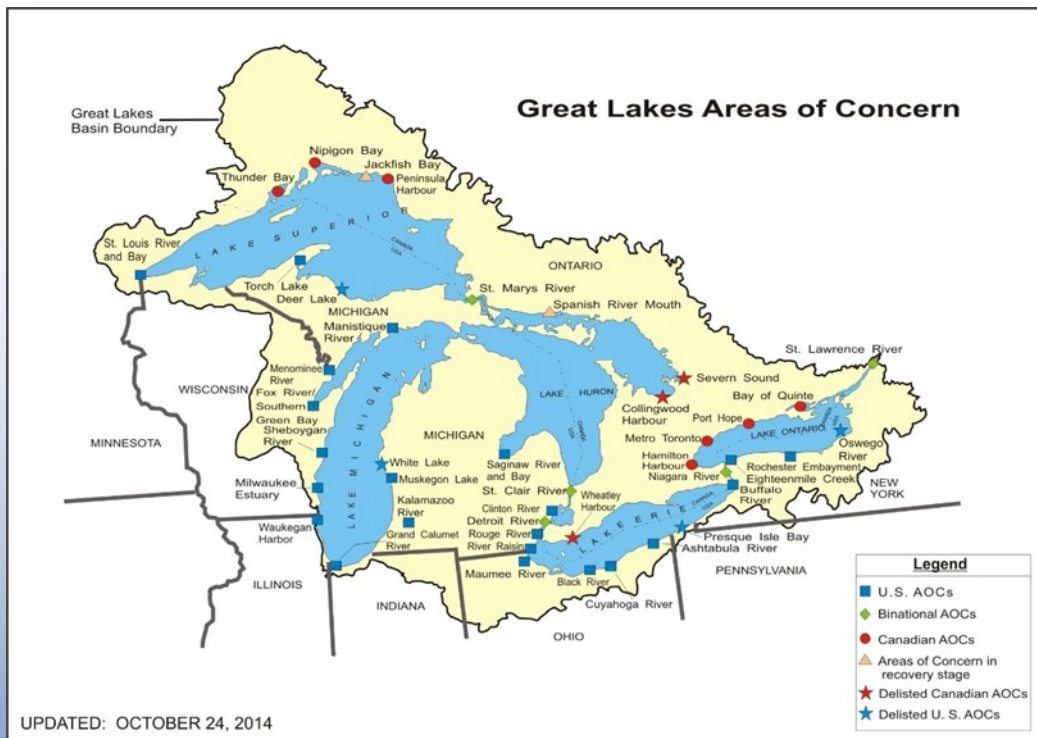 Great Lakes Areas of Concern
Great Lakes
Basin Boundary
Nipigon Bay
Jackfish Bay
Thunder Bay
Peninsula
Harbour
LAKE SUPERIOR
CANADA
USA
St. Louis River
and Bay
ONTARIO
Torch Lake
Deer Lake
St. Marys River
MICHIGAN
Spanish River Mouth
Manistique
River
St. Lawrence River
Menominee
River
WISCONSIN
Fox River/
Southern
Green Bay
Severn Sound
Bay of Quinte
LAKE HURON
CANADA
USA
Collingwood
Harbour
Port Hope
CANADA
USA
LAKE MICHIGAN
MICHIGAN
Metro Toronto
LAKE ONTARIO
MINNESOTA
Sheboygan
River
Oswego
River
Hamilton
Harbour
White Lake
Saginaw River
and Bay
Niagara River
Rochester Embayment
Muskegon Lake
Eighteenmile Creek
Milwaukee
Estuary
St. Clair River
Wheatley
Harbour
Buffalo
River
NEW
YORK
Kalamazoo
River
Clinton River
LAKE ERIE
CANADA
USA
Waukegan
Harbor
Detroit River
Grand Calumet
River
Rouge River
River Raisin
Presque Isle Bay
Ashtabula River
Maumee River
Black River
PENNSYLVANIA
ILLINOIS
INDIANA
Cuyahoga River
OHIO
Legend
U.S. AOCs
Binational AOCs
Canadian AOCs
Areas of Concern in
recovery stage
Delisted Canadian AOCs
Delisted U. S. AOCs
UPDATED: OCTOBER 24, 2014